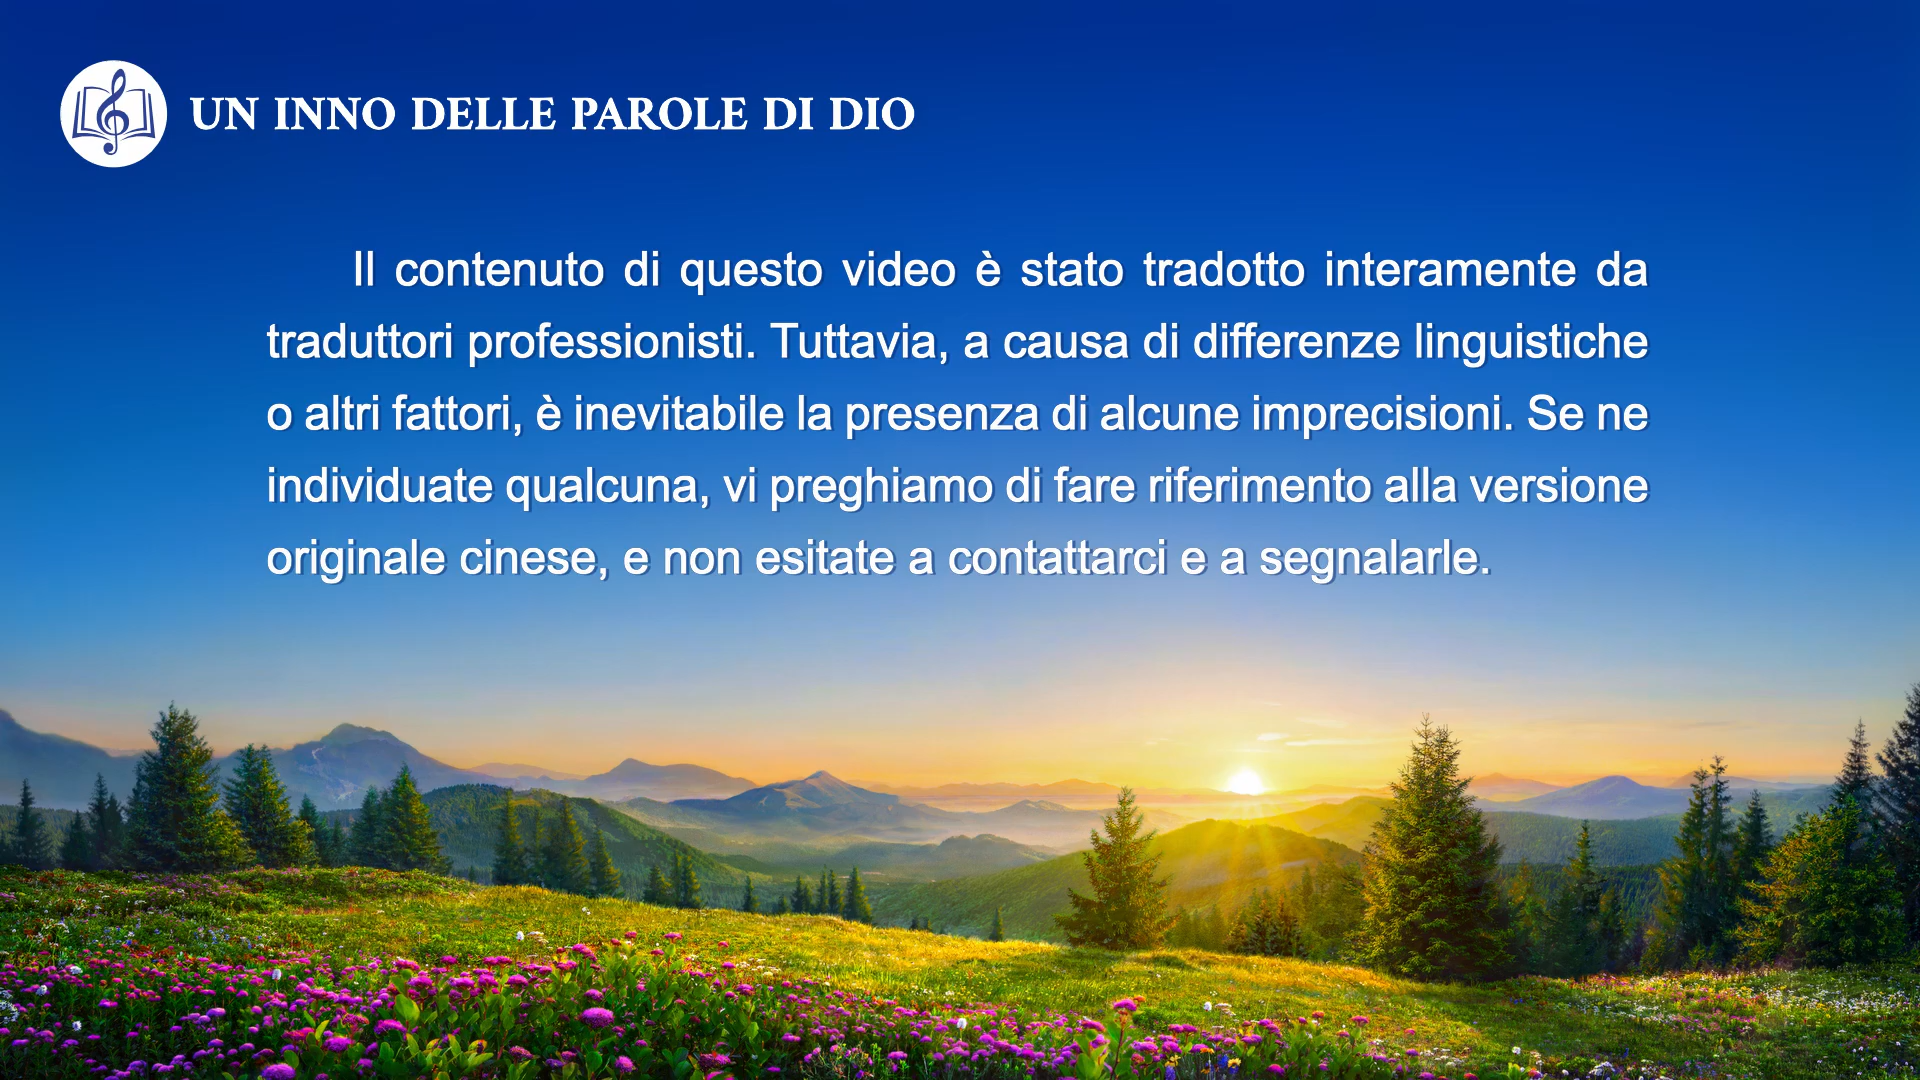 UN INNO DELLE PAROLE DI DIO
Il contenuto di questo video è stato tradotto interamente da
traduttori professionisti. Tuttavia, a causa di differenze linguistiche
o altri fattori, è inevitabile la presenza di alcune imprecisioni. Se ne
individuate qualcuna, vi preghiamo di fare riferimento alla versione
originale cinese, e non esitate a contattarci e a segnalarle.